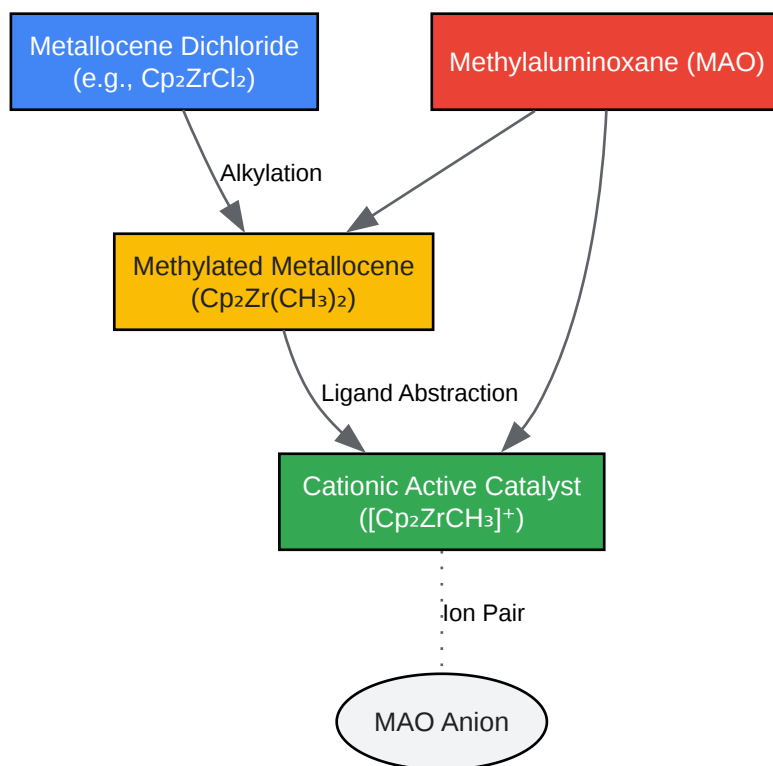 Metallocene Dichloride
(e.g., Cp₂ZrCl₂)
Methylaluminoxane (MAO)
Alkylation
Methylated Metallocene
(Cp₂Zr(CH₃)₂)
Ligand Abstraction
Cationic Active Catalyst
([Cp₂ZrCH₃]⁺)
Ion Pair
MAO Anion